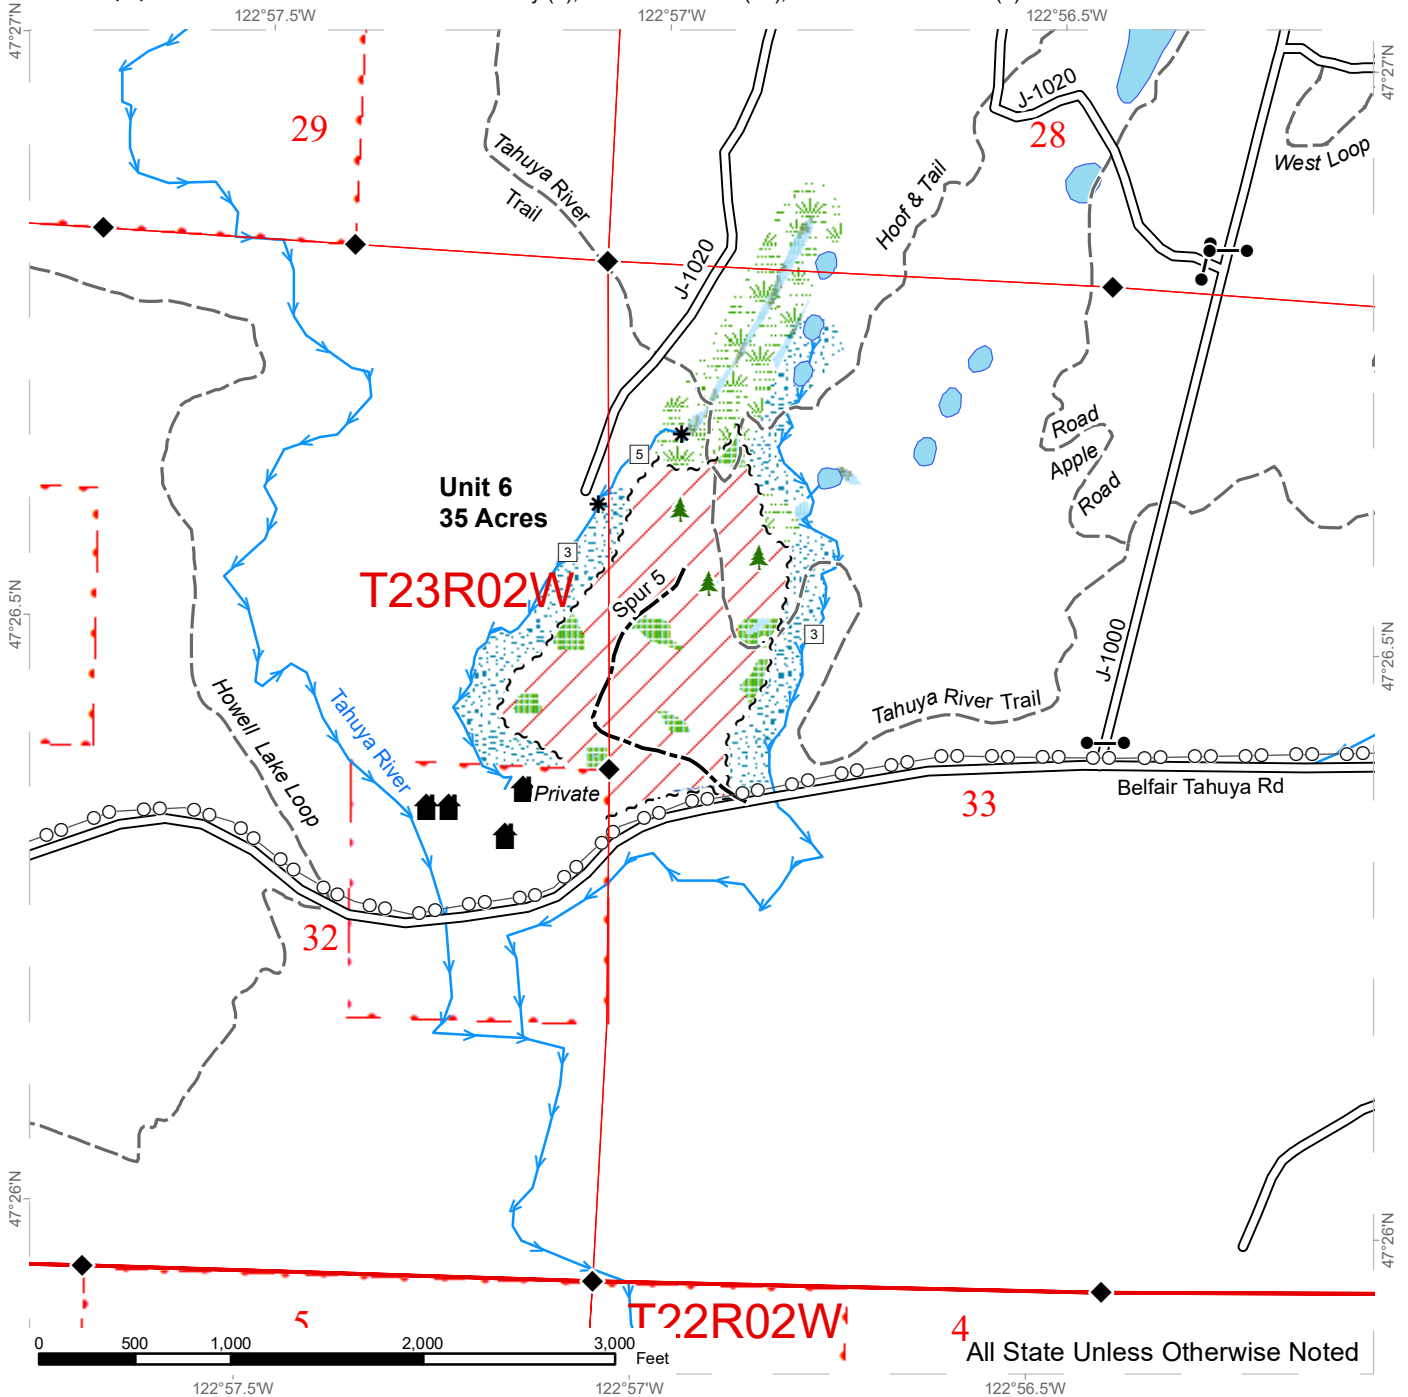 122°57.5'W
122°57'W
122°56.5'W
47°27'N
47°27'N
J-1020
29
28
West Loop
Tahuya River
Trail
Hoof & Tail
J-1020
Road
Apple
Road
5
Unit 6
35 Acres
3
T23R02W
Spur 5
47°26.5'N
47°26.5'N
3
J-1000
Howell Lake Loop
Tahuya River
Tahuya River Trail
Private
Belfair Tahuya Rd
33
32
47°26'N
47°26'N
5
T22R02W
4
0 500 1,000 2,000 3,000
Feet
All State Unless Otherwise Noted
122°57.5'W
122°57'W
122°56.5'W